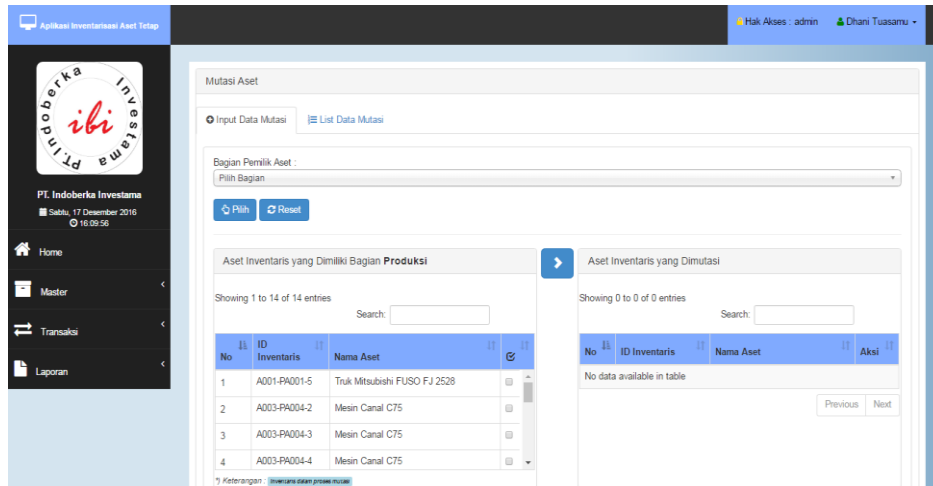 Aplikasi Inventarisasi Aset Tetap
Hak Akses : admin
Dhani Tuasamu
PT. Indoberka Investama
ibi
PT. Indoberka Investama
Sabtu, 17 Desember 2016
16:09:56
Home
Master
Transaksi
Laporan
Mutasi Aset
Input Data Mutasi
List Data Mutasi
Bagian Pemilik Aset :
Pilih Bagian
Pilih
Reset
Aset Inventaris yang Dimiliki Bagian Produksi
Showing 1 to 14 of 14 entries
Search:
No ID Inventaris Nama Aset
1 A001-PA001-5 Truk Mitsubishi FUSO FJ 2528
2 A003-PA004-2 Mesin Canal C75
3 A003-PA004-3 Mesin Canal C75
4 A003-PA004-4 Mesin Canal C75
*) Keterangan : Inventaris dalam proses mutasi
Aset Inventaris yang Dimutasi
Showing 0 to 0 of 0 entries
Search:
No ID Inventaris Nama Aset Aksi
No data available in table
Previous Next